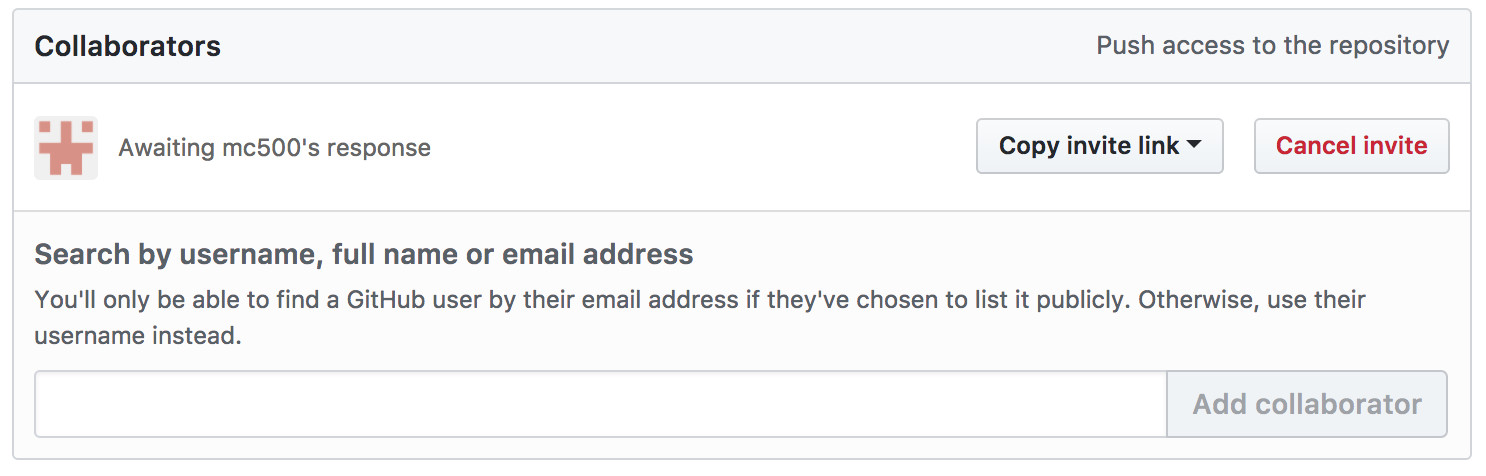 Collaborators
Push access to the repository
Awaiting mc500's response
Copy invite link
Cancel invite
Search by username, full name or email address
You'll only be able to find a GitHub user by their email address if they've chosen to list it publicly. Otherwise, use their
username instead.
Add collaborator